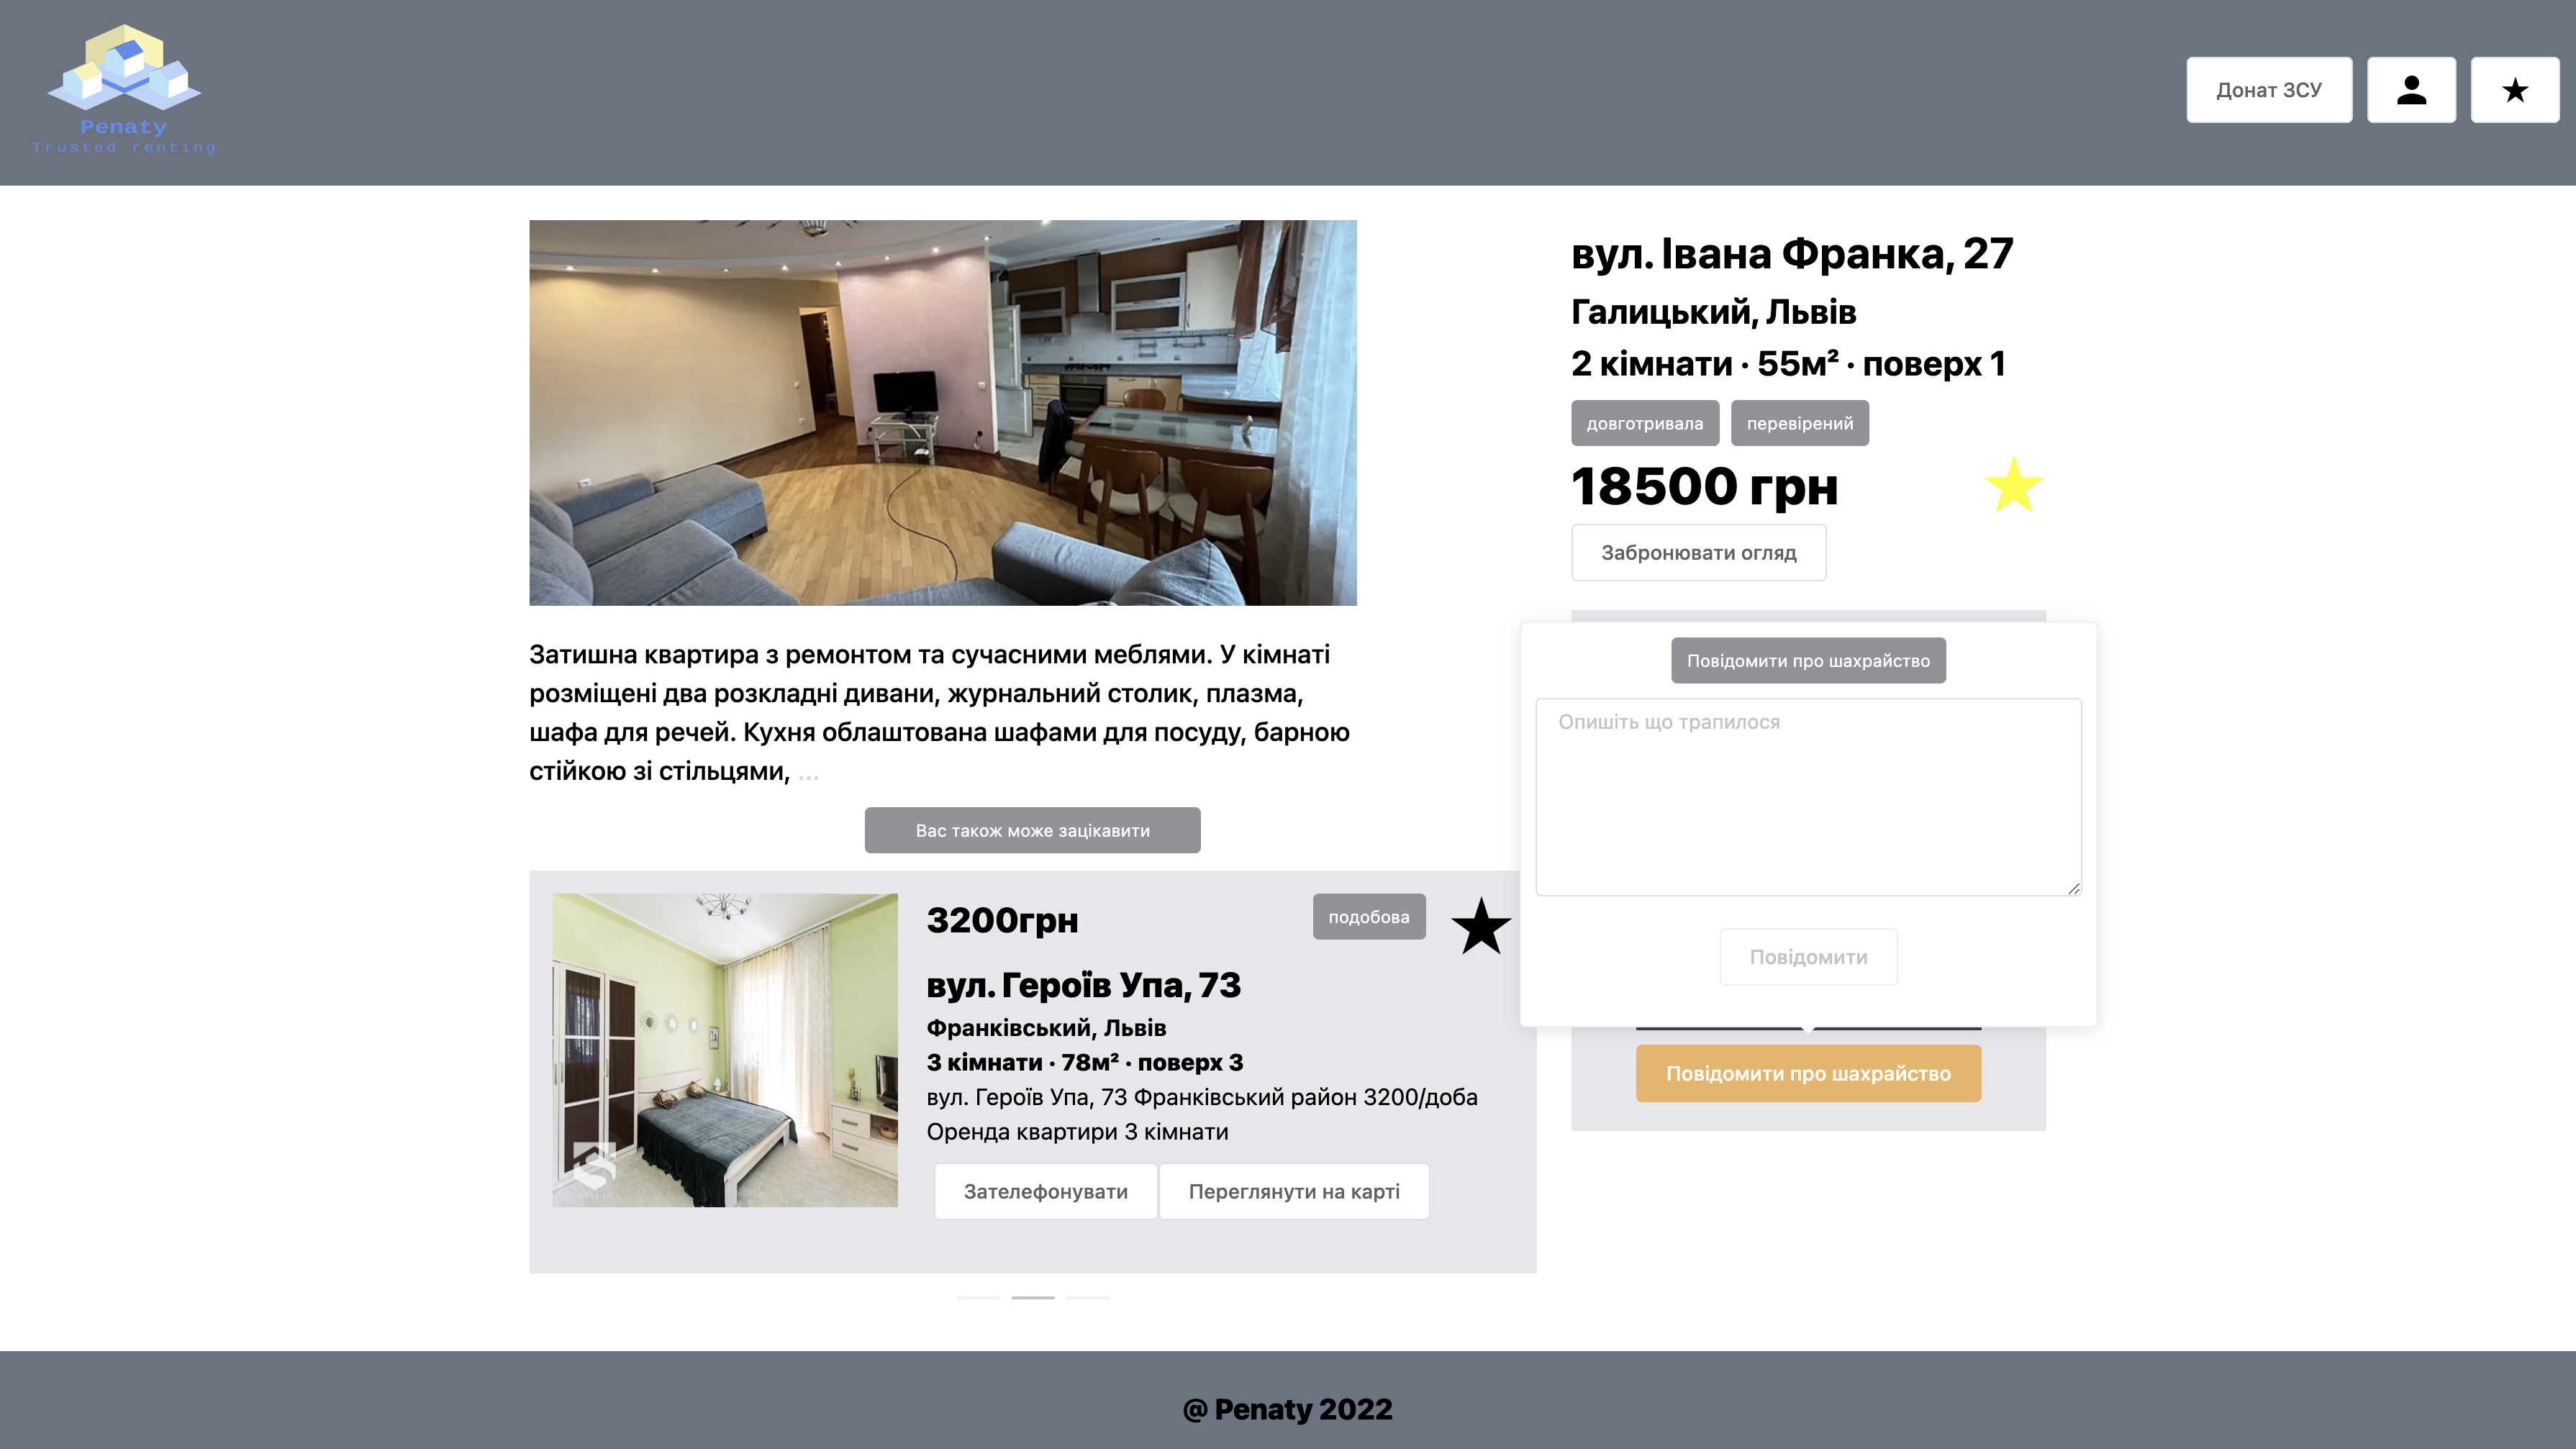 Penaty
Trusted renting
Донат ЗСУ
вул. Івана Франка, 27
Галицький, Львів
2 кімнати · 55м² · поверх 1
довготривала
перевірений
18500 грн
Забронювати огляд
Затишна квартира з ремонтом та сучасними меблями. У кімнаті
розміщені два розкладні дивани, журнальний столик, плазма,
шафа для речей. Кухня облаштована шафами для посуду, барною
стійкою зі стільцями, ...
Повідомити про шахрайство
Опишіть що трапилося
Повідомити
Повідомити про шахрайство
Вас також може зацікавити
3200грн
подобова
вул. Героїв Упа, 73
Франківський, Львів
3 кімнати · 78м² · поверх 3
вул. Героїв Упа, 73 Франківський район 3200/доба
Оренда квартири 3 кімнати
Зателефонувати
Переглянути на карті
@ Penaty 2022